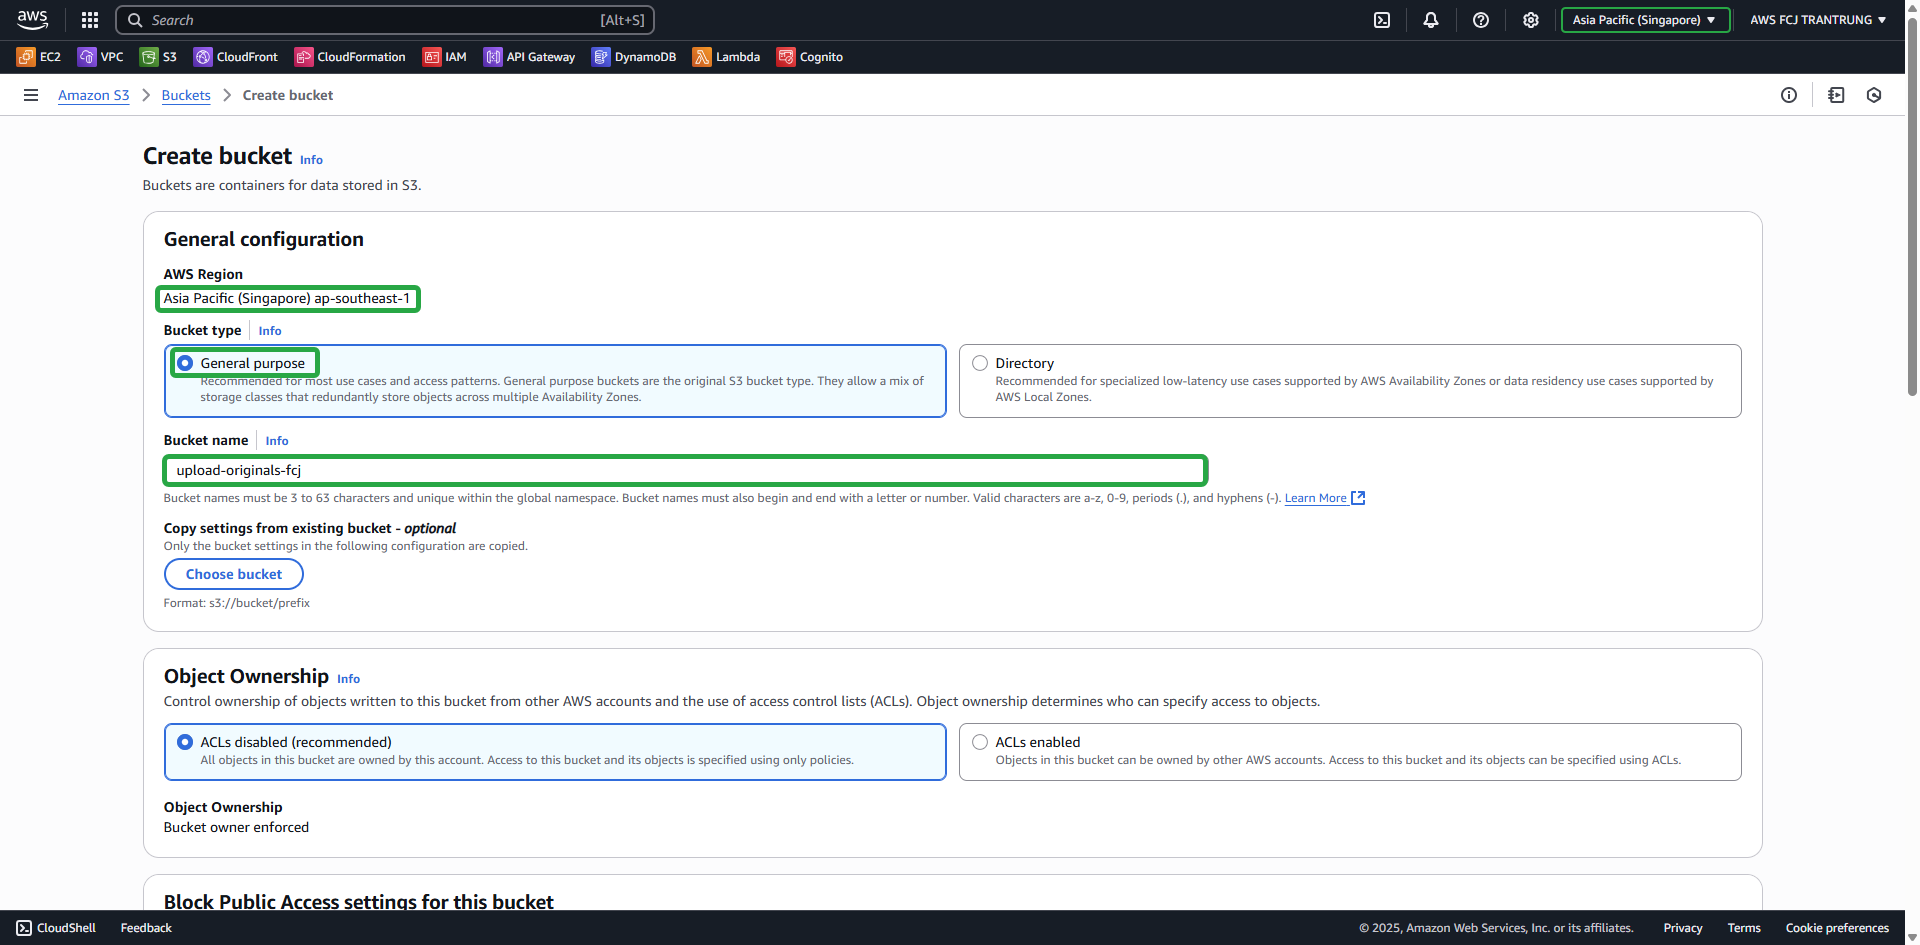 aws
Search [Alt+S]
Asia Pacific (Singapore) ▼
AWS FCJ TRANTRUNG ▼
EC2 VPC S3 CloudFront CloudFormation IAM API Gateway DynamoDB Lambda Cognito
Amazon S3 > Buckets > Create bucket
Create bucket Info
Buckets are containers for data stored in S3.
General configuration
AWS Region
Asia Pacific (Singapore) ap-southeast-1
Bucket type Info
General purpose
Recommended for most use cases and access patterns. General purpose buckets are the original S3 bucket type. They allow a mix of
storage classes that redundantly store objects across multiple Availability Zones.
Directory
Recommended for specialized low-latency use cases supported by AWS Availability Zones or data residency use cases supported by
AWS Local Zones.
Bucket name Info
upload-originals-fcj
Bucket names must be 3 to 63 characters and unique within the global namespace. Bucket names must also begin and end with a letter or number. Valid characters are a-z, 0-9, periods (.), and hyphens (-). Learn More
Copy settings from existing bucket - optional
Only the bucket settings in the following configuration are copied.
Choose bucket
Format: s3://bucket/prefix
Object Ownership Info
Control ownership of objects written to this bucket from other AWS accounts and the use of access control lists (ACLs). Object ownership determines who can specify access to objects.
ACLs disabled (recommended)
All objects in this bucket are owned by this account. Access to this bucket and its objects is specified using only policies.
ACLs enabled
Objects in this bucket can be owned by other AWS accounts. Access to this bucket and its objects can be specified using ACLs.
Object Ownership
Bucket owner enforced
Block Public Access settings for this bucket
CloudShell Feedback © 2025, Amazon Web Services, Inc. or its affiliates. Privacy Terms Cookie preferences